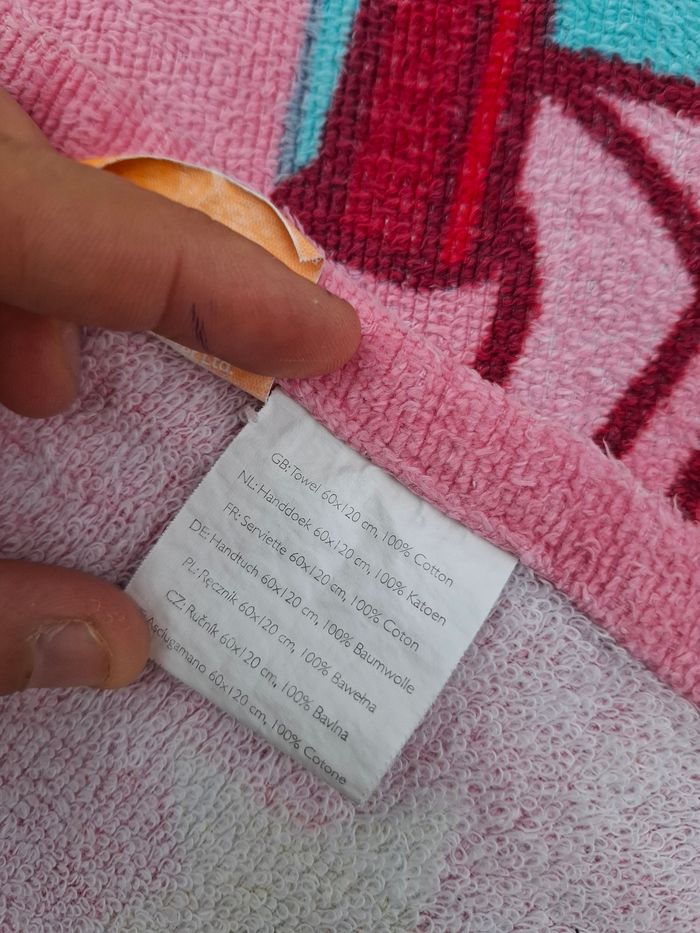 Ltd.
GB: Towel 60x120 cm, 100% Cotton
NL: Handdoek 60x120 cm, 100% Katoen
FR: Serviette 60x120 cm, 100% Coton
DE: Handtuch 60x120 cm, 100% Baumwolle
PL: Ręcznik 60x120 cm, 100% Bawełna
CZ: Ručník 60x120 cm, 100% Bavlna
Asciugamano 60x120 cm, 100% Cotone